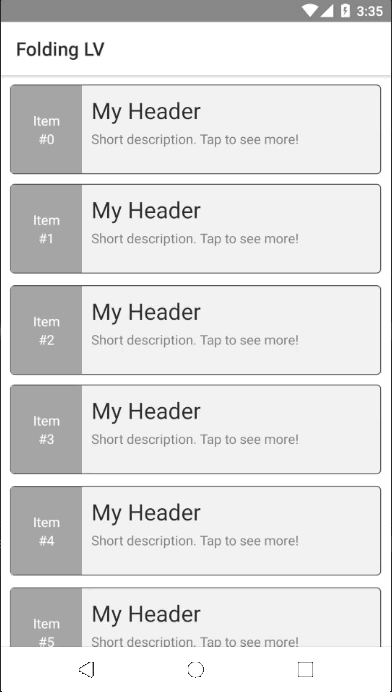 3:35
Folding LV
Item
#0
My Header
Short description. Tap to see more!
Item
#1
My Header
Short description. Tap to see more!
Item
#2
My Header
Short description. Tap to see more!
Item
#3
My Header
Short description. Tap to see more!
Item
#4
My Header
Short description. Tap to see more!
Item
#5
My Header
Short description. Tap to see more!